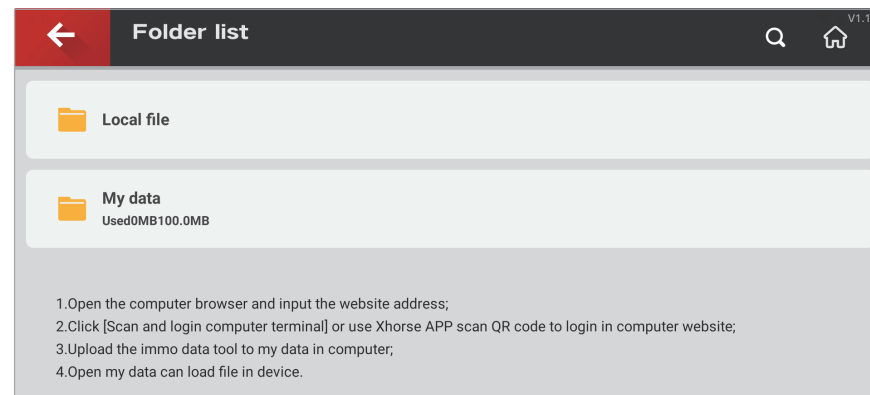 Folder list
V1.1
Local file
My data
Used0MB100.0MB
1.Open the computer browser and input the website address;
2.Click [Scan and login computer terminal] or use Xhorse APP scan QR code to login in computer website;
3.Upload the immo data tool to my data in computer;
4.Open my data can load file in device.